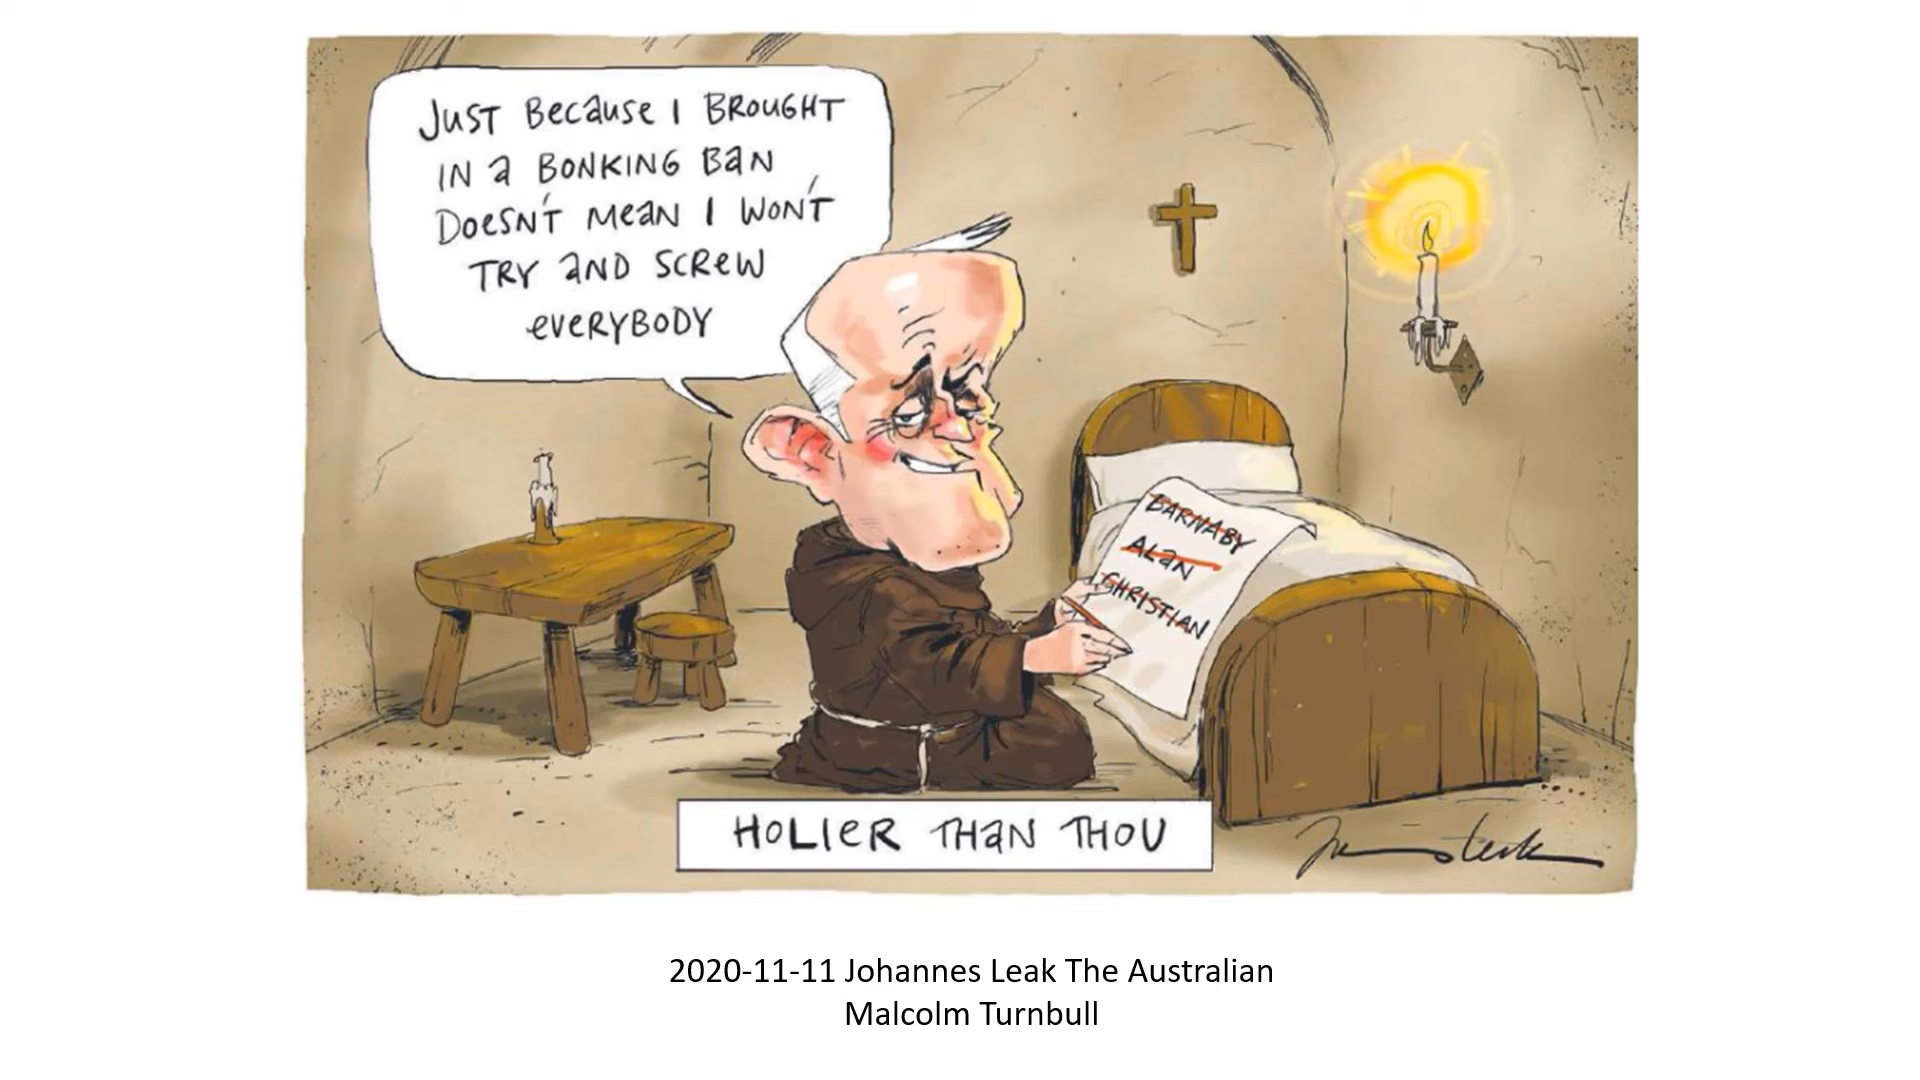 JUST BECAUSE I BROUGHT
IN A BONKING BAN
DOESN'T MEAN I WON'T
TRY AND SCREW
EVERYBODY
BARNABY
ALAN
CHRISTIAN
HOLIER THAN THOU
2020-11-11 Johannes Leak The Australian
Malcolm Turnbull